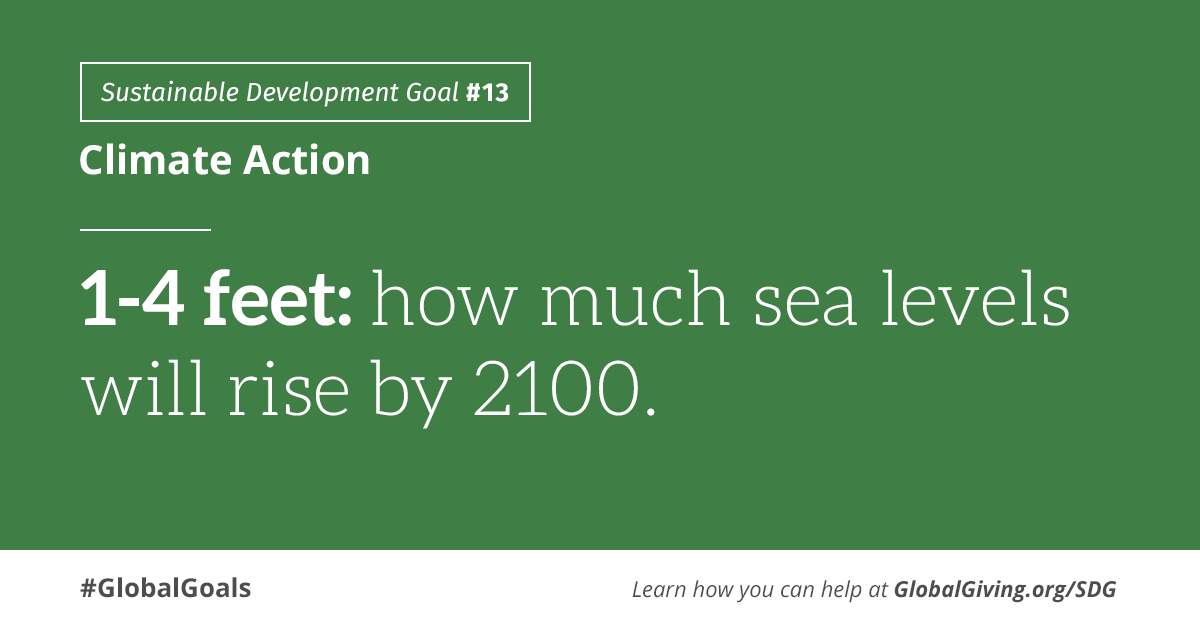 Sustainable Development Goal #13
Climate Action
1-4 feet: how much sea levels
will rise by 2100.
#GlobalGoals
Learn how you can help at GlobalGiving.org/SDG